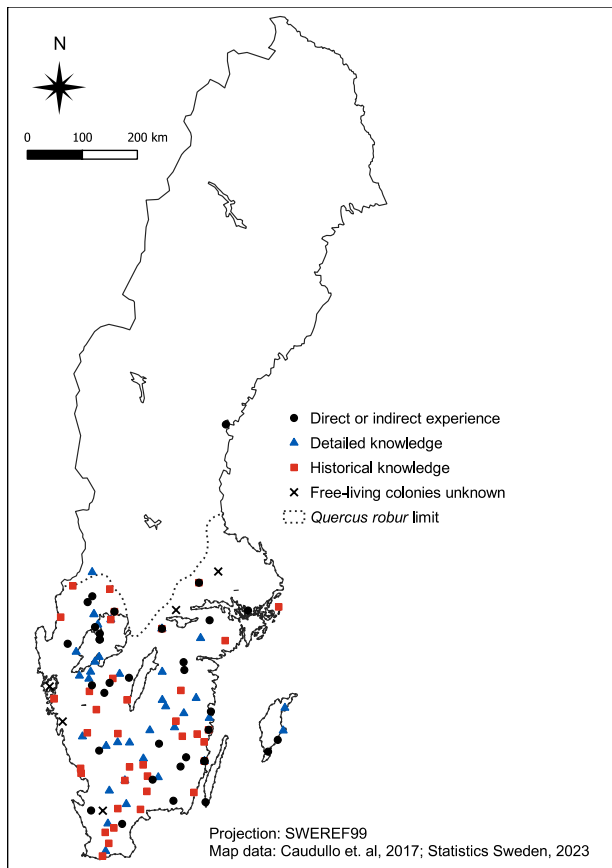 N
0 100 200 km
Direct or indirect experience
Detailed knowledge
Historical knowledge
Free-living colonies unknown
Quercus robur limit
Projection: SWEREF99
Map data: Caudullo et. al, 2017; Statistics Sweden, 2023